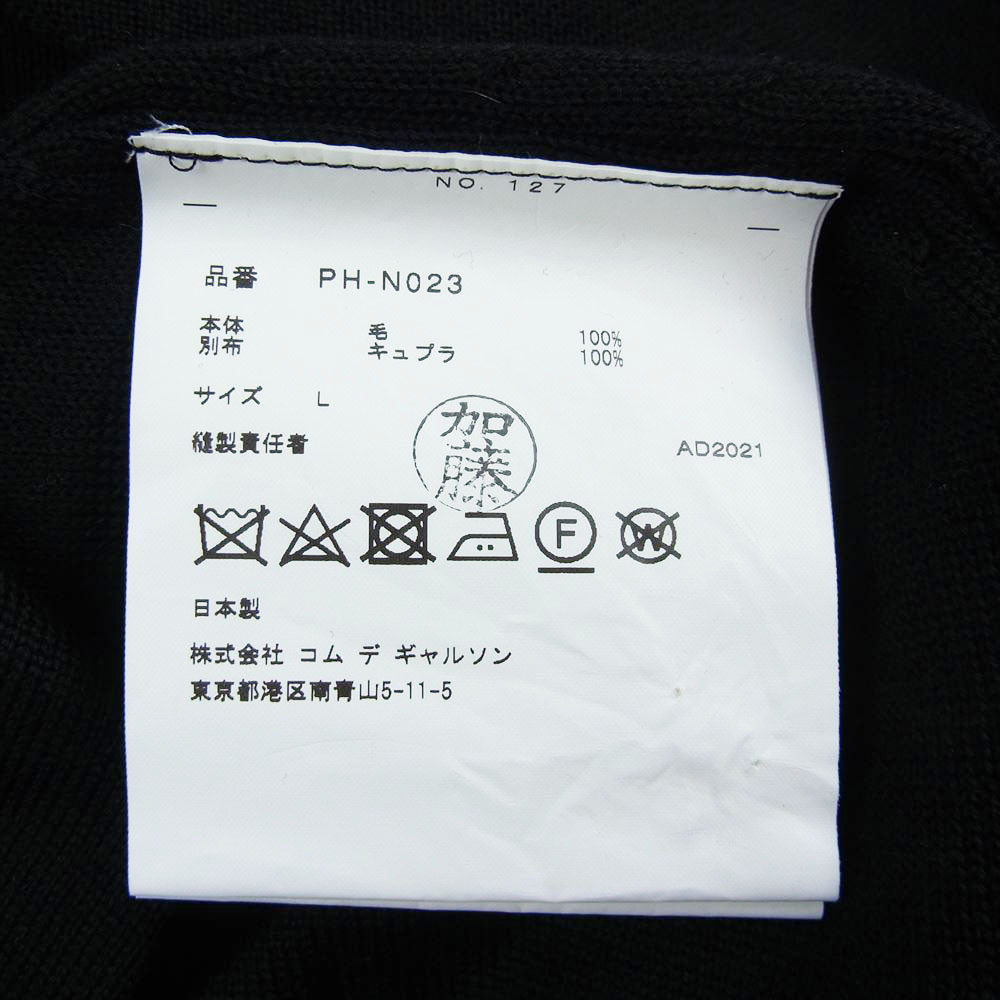 NO. 127
品番 PH-N023
本体 毛 100%
別布 キュプラ 100%
サイズ L
縫製責任者 加藤 AD2021
F W
日本製
株式会社 コム デ ギャルソン
東京都港区南青山5-11-5